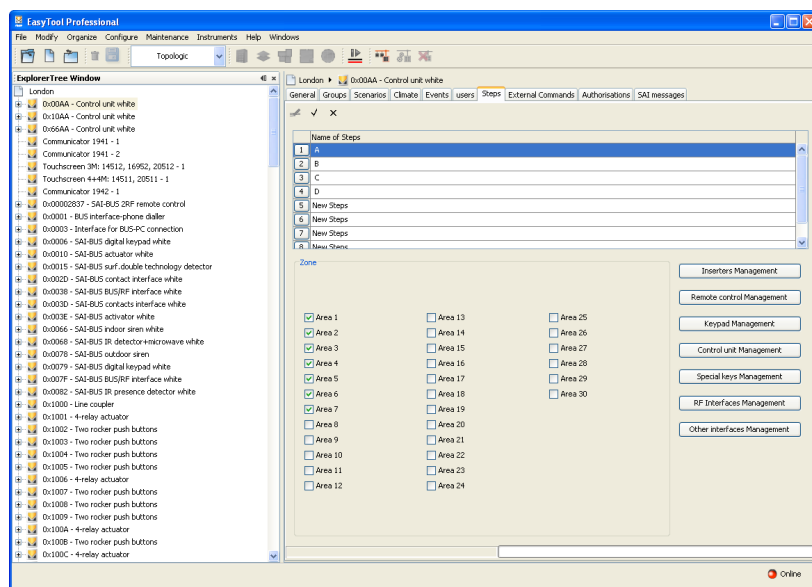 EasyTool Professional
File Modify Organize Configure Maintenance Instruments Help Windows
Topologic
ExplorerTree Window
London
0x00AA - Control unit white
0x10AA - Control unit white
0x66AA - Control unit white
Communicator 1941 - 1
Communicator 1941 - 2
Touchscreen 3M: 14512, 16952, 20512 - 1
Touchscreen 4+4M: 14511, 20511 - 1
Communicator 1942 - 1
0x00002837 - SAI-BUS 2RF remote control
0x0001 - BUS interface-phone dialler
0x0003 - Interface for BUS-PC connection
0x0006 - SAI-BUS digital keypad white
0x0010 - SAI-BUS actuator white
0x0015 - SAI-BUS surf.double technology detector
0x002D - SAI-BUS contact interface white
0x0038 - SAI-BUS BUS/RF interface white
0x003D - SAI-BUS contacts interface white
0x003E - SAI-BUS activator white
0x0066 - SAI-BUS indoor siren white
0x0068 - SAI-BUS IR detector+microwave white
0x0078 - SAI-BUS outdoor siren
0x0079 - SAI-BUS digital keypad white
0x007F - SAI-BUS BUS/RF interface white
0x0082 - SAI-BUS IR presence detector white
0x1000 - Line coupler
0x1001 - 4-relay actuator
0x1002 - Two rocker push buttons
0x1003 - Two rocker push buttons
0x1004 - Two rocker push buttons
0x1005 - Two rocker push buttons
0x1006 - 4-relay actuator
0x1007 - Two rocker push buttons
0x1008 - Two rocker push buttons
0x1009 - Two rocker push buttons
0x100A - 4-relay actuator
0x100B - Two rocker push buttons
0x100C - 4-relay actuator
London 0x00AA - Control unit white
General Groups Scenarios Climate Events users Steps External Commands Authorisations SAI messages
Name of Steps
1 A
2 B
3 C
4 D
5 New Steps
6 New Steps
7 New Steps
8 New Steps
Zone
Area 1 Area 13 Area 25
Area 2 Area 14 Area 26
Area 3 Area 15 Area 27
Area 4 Area 16 Area 28
Area 5 Area 17 Area 29
Area 6 Area 18 Area 30
Area 7 Area 19
Area 8 Area 20
Area 9 Area 21
Area 10 Area 22
Area 11 Area 23
Area 12 Area 24
Inserters Management
Remote control Management
Keypad Management
Control unit Management
Special keys Management
RF Interfaces Management
Other interfaces Management
Online